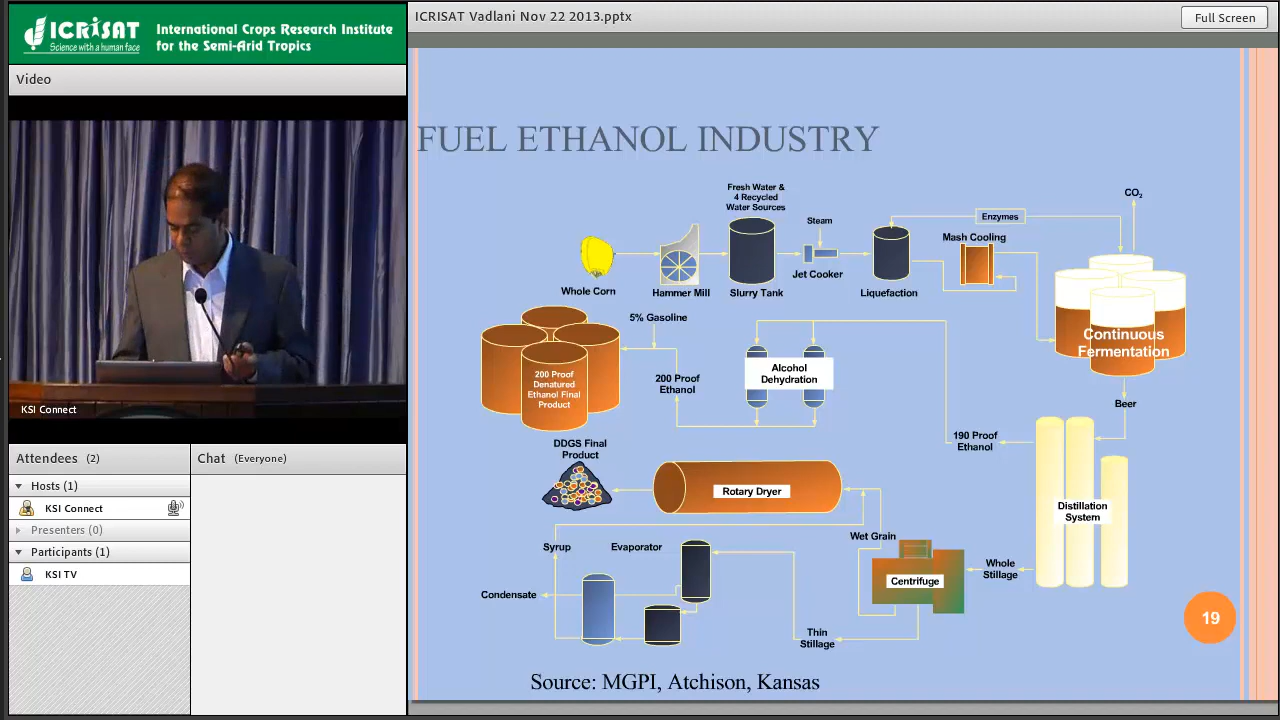 ICRISAT
Science with a human face
International Crops Research Institute
for the Semi-Arid Tropics
Video
KSI Connect
Attendees (2)
Hosts (1)
KSI Connect
Presenters (0)
Participants (1)
KSI TV
Chat (Everyone)
ICRISAT Vadlani Nov 22 2013.pptx
Full Screen
FUEL ETHANOL INDUSTRY
Fresh Water &
4 Recycled
Water Sources
Steam
Enzymes
CO₂
Mash Cooling
Whole Corn
Hammer Mill
Slurry Tank
Jet Cooker
Liquefaction
Continuous
Fermentation
5% Gasoline
200 Proof
Denatured
Ethanol Final
Product
200 Proof
Ethanol
Alcohol
Dehydration
Beer
190 Proof
Ethanol
DDGS Final
Product
Rotary Dryer
Distillation
System
Wet Grain
Syrup
Evaporator
Centrifuge
Whole
Stillage
Condensate
Thin
Stillage
19
Source: MGPI, Atchison, Kansas